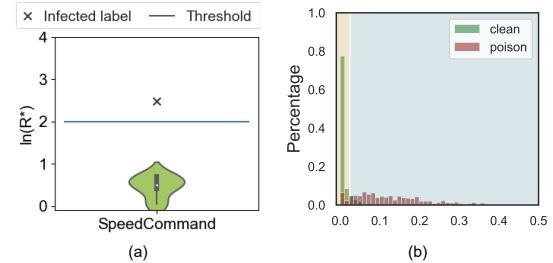 × Infected label — Threshold
ln(R*)
4
3
2
1
0
SpeedCommand
(a)
Percentage
1.0
0.8
0.6
0.4
0.2
0.0
clean
poison
0.0 0.1 0.2 0.3 0.4 0.5
(b)